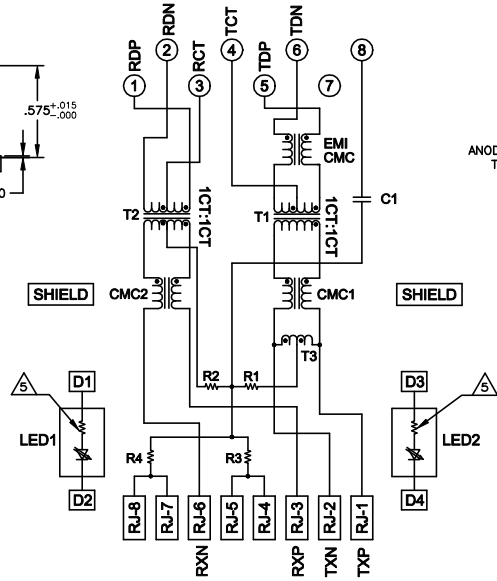 RDN
TCT
TDN
RDP
RCT
TDP
2
4
6
8
1
3
5
7
.575 +.015 -.000
EMI
CMC
ANOD
T
0
C1
T2
1CT:1CT
T1
1CT:1CT
SHIELD
CMC2
CMC1
SHIELD
T3
R2
R1
5
D1
D3
5
LED1
LED2
R4
R3
D2
D4
RJ-8
RJ-7
RJ-6
RJ-5
RJ-4
RJ-3
RJ-2
RJ-1
RXN
RXP
TXN
TXP